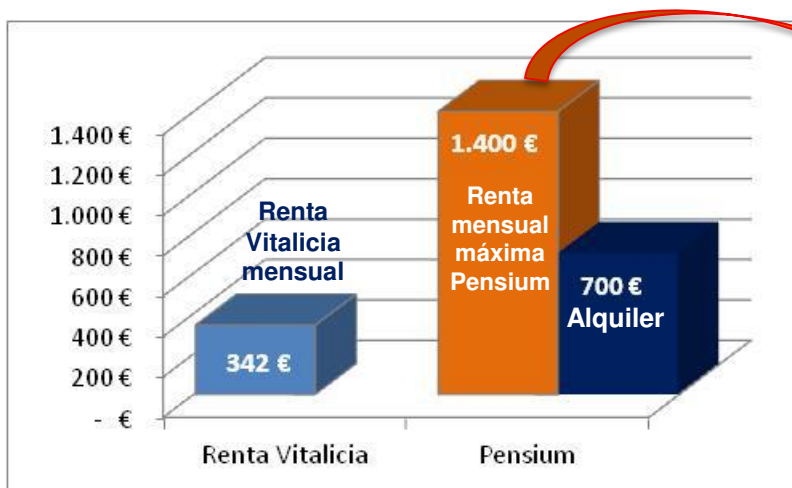 1.400 €
1.200 €
1.000 €
800 €
600 €
400 €
200 €
- €
Renta
Vitalicia
mensual
342 €
1.400 €
Renta
mensual
máxima
Pensium
700 €
Alquiler
Renta Vitalicia
Pensium